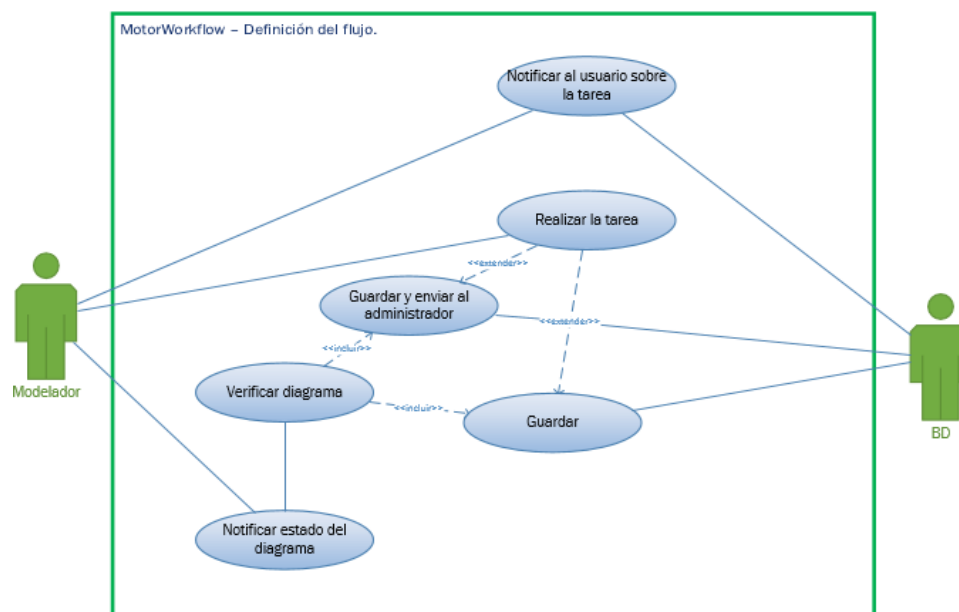 MotorWorkflow – Definición del flujo.
Notificar al usuario sobre
la tarea
Realizar la tarea
<<extender>>
Guardar y enviar al
administrador
<<extender>>
<<incluir>>
Modelador
Verificar diagrama
<<incluir>>
Guardar
BD
Notificar estado del
diagrama